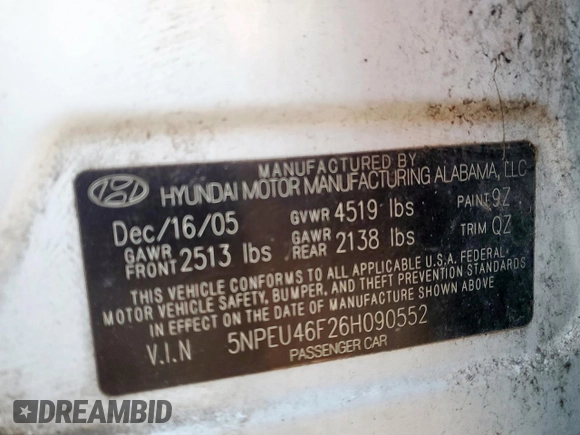 MANUFACTURED BY
HYUNDAI MOTOR MANUFACTURING ALABAMA, LLC
Dec/16/05 GVWR 4519 lbs PAINT 9Z
GAWR FRONT 2513 lbs GAWR REAR 2138 lbs TRIM QZ
THIS VEHICLE CONFORMS TO ALL APPLICABLE U.S.A. FEDERAL
MOTOR VEHICLE SAFETY, BUMPER, AND THEFT PREVENTION STANDARDS
IN EFFECT ON THE DATE OF MANUFACTURE SHOWN ABOVE
V.I.N 5NPEU46F26H090552
PASSENGER CAR
DREAMBID